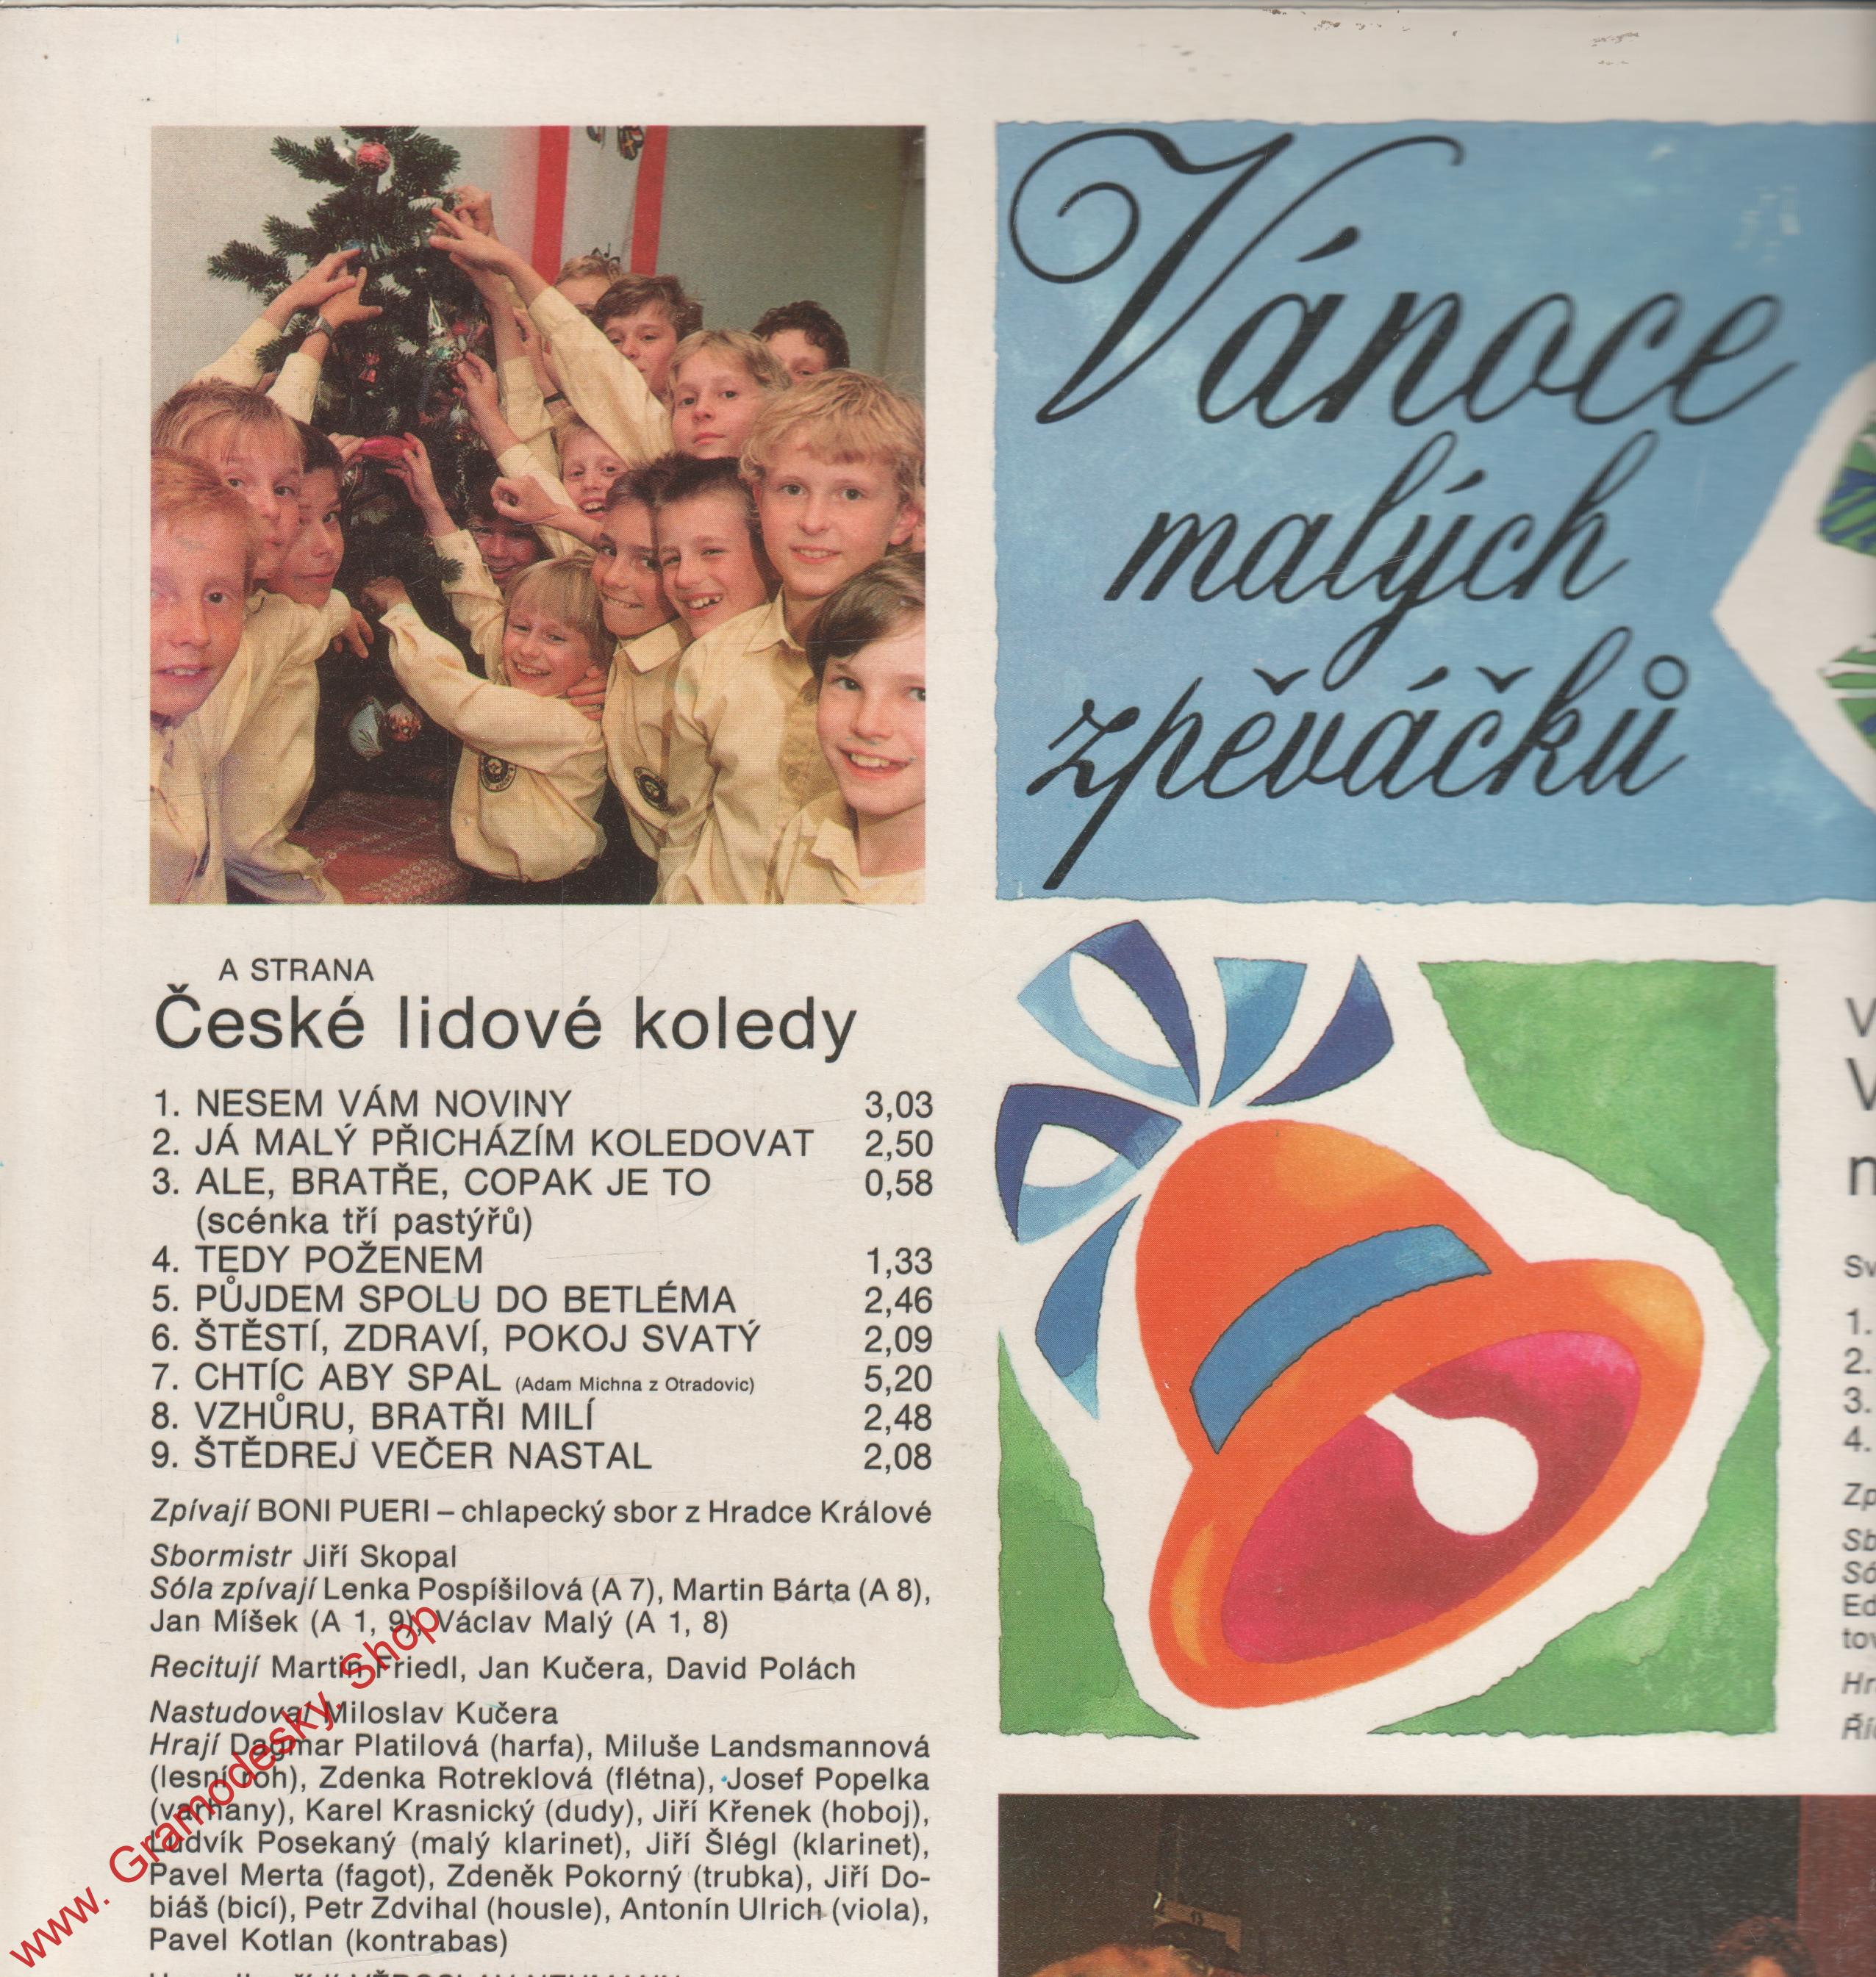 Vánoce
malých
zpěváčků
A STRANA
České lidové koledy
1. NESEM VÁM NOVINY 3,03
2. JÁ MALÝ PŘICHÁZÍM KOLEDOVAT 2,50
3. ALE, BRATŘE, COPAK JE TO 0,58
(scénka tří pastýřů)
4. TEDY POŽENEM 1,33
5. PŮJDEM SPOLU DO BETLÉMA 2,46
6. ŠTĚSTÍ, ZDRAVÍ, POKOJ SVATÝ 2,09
7. CHTÍC ABY SPAL (Adam Michna z Otradovic) 5,20
8. VZHŮRU, BRATŘI MILÍ 2,48
9. ŠTĚDREJ VEČER NASTAL 2,08
Zpívají BONI PUERI – chlapecký sbor z Hradce Králové
Sbormistr Jiří Skopal
Sóla zpívají Lenka Pospíšilová (A 7), Martin Bárta (A 8),
Jan Míšek (A 1, 9), Václav Malý (A 1, 8)
Recitují Martin Friedl, Jan Kučera, David Polách
Nastudoval Miloslav Kučera
Hrají Dagmar Platilová (harfa), Miluše Landsmannová
(lesní roh), Zdenka Rotreklová (flétna), Josef Popelka
(varhany), Karel Krasnický (dudy), Jiří Křenek (hoboj),
Ludvík Posekaný (malý klarinet), Jiří Šlégl (klarinet),
Pavel Merta (fagot), Zdeněk Pokorný (trubka), Jiří Do-
biáš (bicí), Petr Zdvihal (housle), Antonín Ulrich (viola),
Pavel Kotlan (kontrabas)
www. Gramodesky. Shop
1.
2.
3.
4.